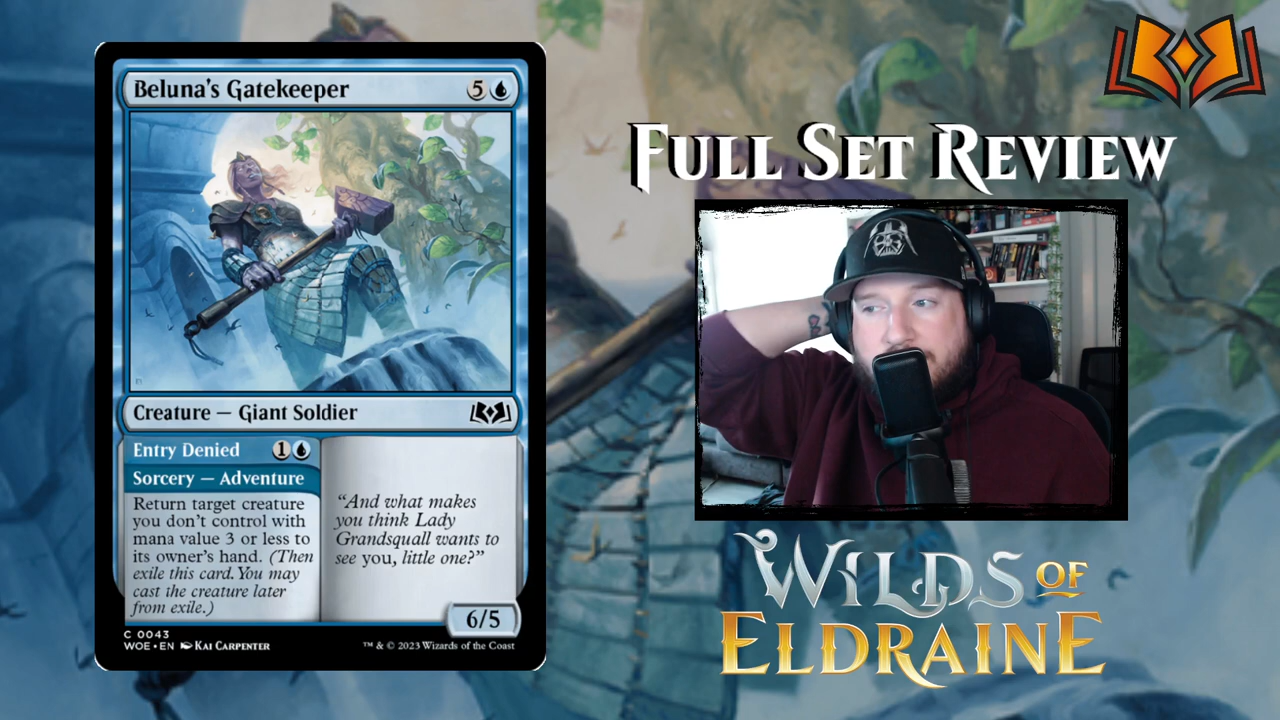 Beluna's Gatekeeper 5
Creature — Giant Soldier
Entry Denied 1
Sorcery — Adventure
Return target creature
you don't control with
mana value 3 or less to
its owner's hand. (Then
exile this card. You may
cast the creature later
from exile.)
“And what makes
you think Lady
Grandsquall wants to
see you, little one?”
6/5
C 0043
WOE • EN Kai Carpenter
™ & © 2023 Wizards of the Coast
Full Set Review
Wilds of
Eldraine